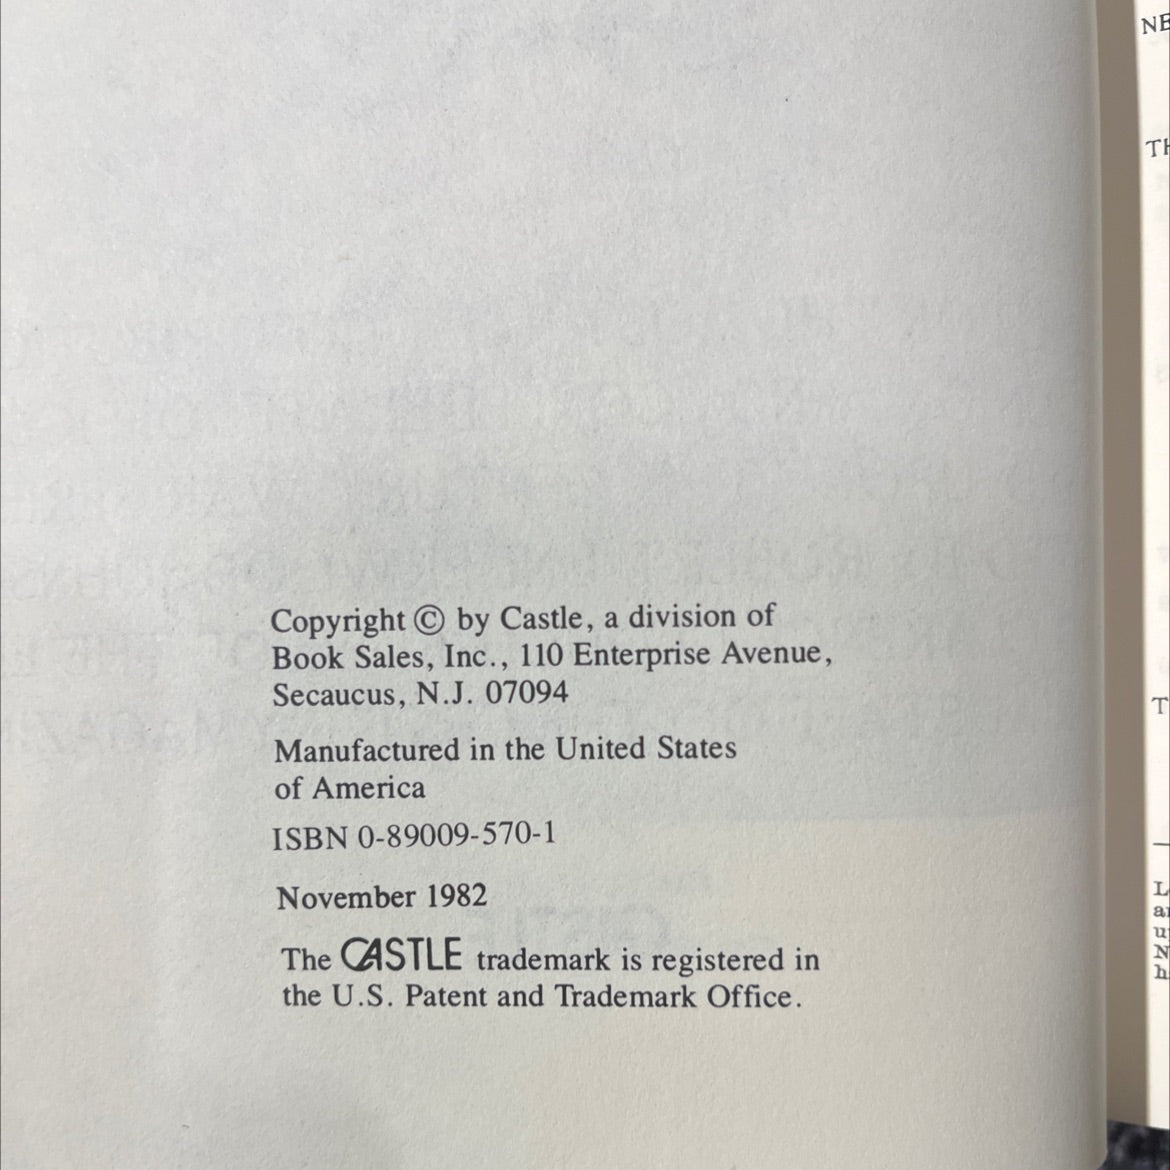 Copyright © by Castle, a division of
Book Sales, Inc., 110 Enterprise Avenue,
Secaucus, N.J. 07094
Manufactured in the United States
of America
ISBN 0-89009-570-1
November 1982
The CASTLE trademark is registered in
the U.S. Patent and Trademark Office.